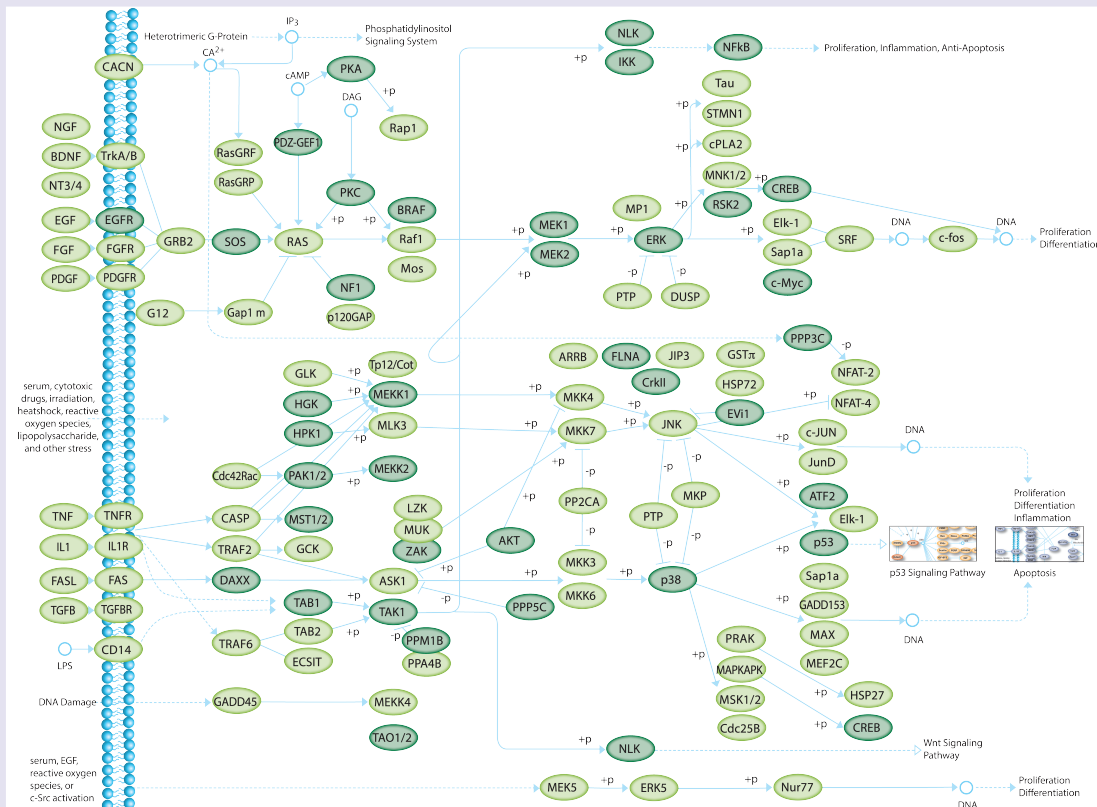 Heterotrimeric G-Protein
IP3
Phosphatidylinositol
Signaling System
CA2+
CACN
cAMP
PKA
+p
DAG
Rap1
NLK
IKK
+p
NFkB
Proliferation, Inflammation, Anti-Apoptosis
NGF
BDNF
NT3/4
TrkA/B
EGF
EGFR
FGF
FGFR
PDGF
PDGFR
GRB2
SOS
RasGRF
RasGRP
PDZ-GEF1
PKC
+p
+p
RAS
BRAF
Raf1
Mos
NF1
p120GAP
G12
Gap1 m
+p
MEK1
MEK2
+p
+p
MP1
ERK
-p
-p
PTP
DUSP
+p
+p
+p
+p
Tau
STMN1
cPLA2
MNK1/2
RSK2
+p
CREB
Elk-1
Sap1a
c-Myc
SRF
DNA
c-fos
DNA
Proliferation
Differentiation
PPP3C
-p
NFAT-2
NFAT-4
+p
serum, cytotoxic
drugs, irradiation,
heatshock, reactive
oxygen species,
lipopolysaccharide,
and other stress
GLK
HGK
HPK1
+p
+p
+p
Tp12/Cot
MEKK1
MLK3
Cdc42Rac
PAK1/2
+p
MEKK2
CASP
MST1/2
TRAF2
GCK
LZK
MUK
ZAK
ARRB
FLNA
JIP3
CrkII
GSTπ
HSP72
EVi1
+p
MKK4
+p
+p
MKK7
+p
JNK
+p
+p
+p
c-JUN
JunD
DNA
-p
PP2CA
-p
+p
+p
AKT
-p
MKP
PTP
-p
-p
+p
ATF2
Elk-1
p53
+p
Proliferation
Differentiation
Inflammation
p53 Signaling Pathway
Apoptosis
TNF
TNFR
IL1
IL1R
FASL
FAS
TGFB
TGFBR
LPS
CD14
DAXX
ASK1
+p
-p
PPP5C
MKK3
MKK6
+p
p38
TAB1
+p
TAK1
TAB2
+p
-p
PPM1B
PPA4B
TRAF6
ECSIT
Sap1a
GADD153
MAX
MEF2C
+p
DNA
PRAK
MAPKAPK
MSK1/2
Cdc25B
+p
+p
+p
HSP27
CREB
DNA Damage
GADD45
MEKK4
TAO1/2
+p
NLK
Wnt Signaling
Pathway
serum, EGF,
reactive oxygen
species, or
c-Src activation
MEK5
+p
ERK5
+p
Nur77
DNA
Proliferation
Differentiation